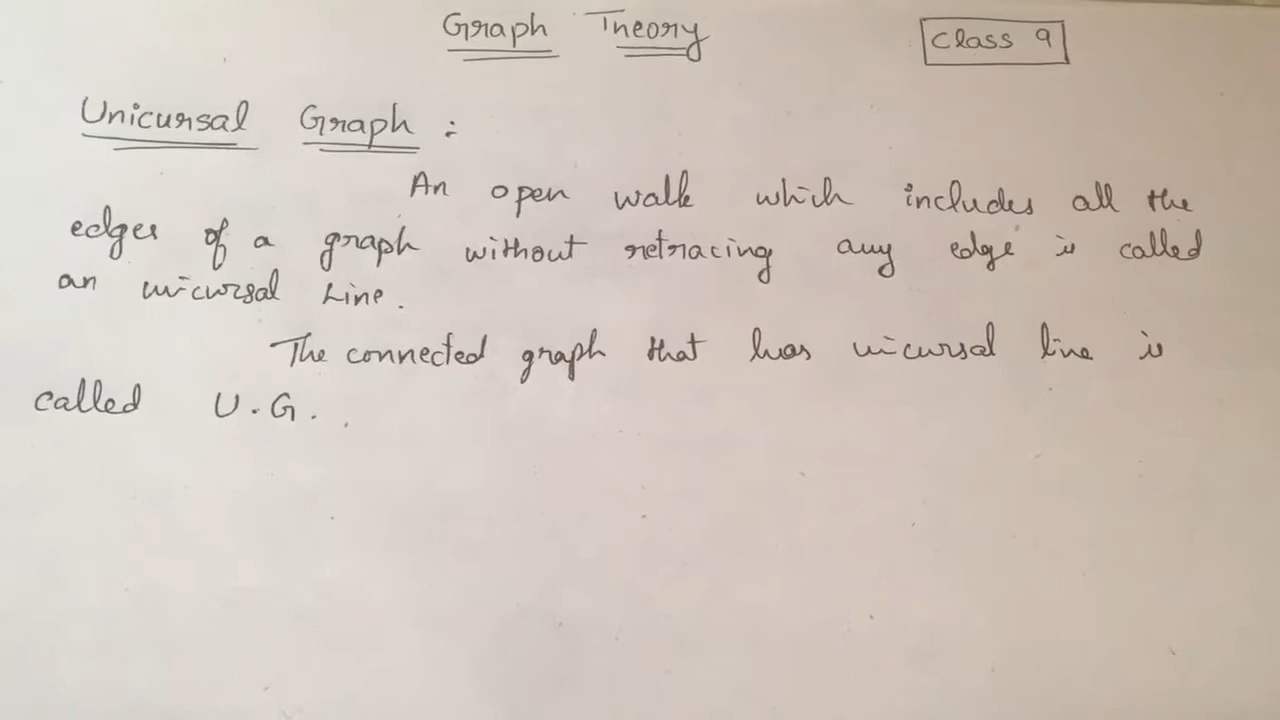 Graph Theory
Class 9
Unicursal Graph :
An open walk which includes all the
edges of a graph without retracing any edge is called
an unicursal Line.
The connected graph that has unicursal line is
called U.G.